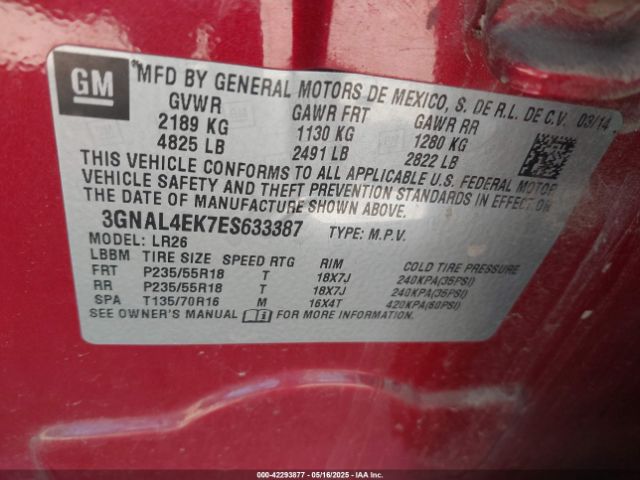 GM
MFD BY GENERAL MOTORS DE MEXICO, S. DE R.L. DE C.V. 03/14
GVWR GAWR FRT GAWR RR
2189 KG 1130 KG 1280 KG
4825 LB 2491 LB 2822 LB
THIS VEHICLE CONFORMS TO ALL APPLICABLE U.S. FEDERAL MOTOR
VEHICLE SAFETY AND THEFT PREVENTION STANDARDS IN EFFECT ON
THE DATE OF MANUFACTURE SHOWN ABOVE.
3GNAL4EK7ES633387 TYPE: M.P.V.
MODEL: LR26
LBBM TIRE SIZE SPEED RTG RIM COLD TIRE PRESSURE
FRT P235/55R18 T 18X7J 240KPA(35PSI)
RR P235/55R18 T 18X7J 240KPA(35PSI)
SPA T135/70R16 M 16X4T 420KPA(60PSI)
SEE OWNER'S MANUAL FOR MORE INFORMATION.
000-42293877 - 05/16/2025 - IAAI.COM